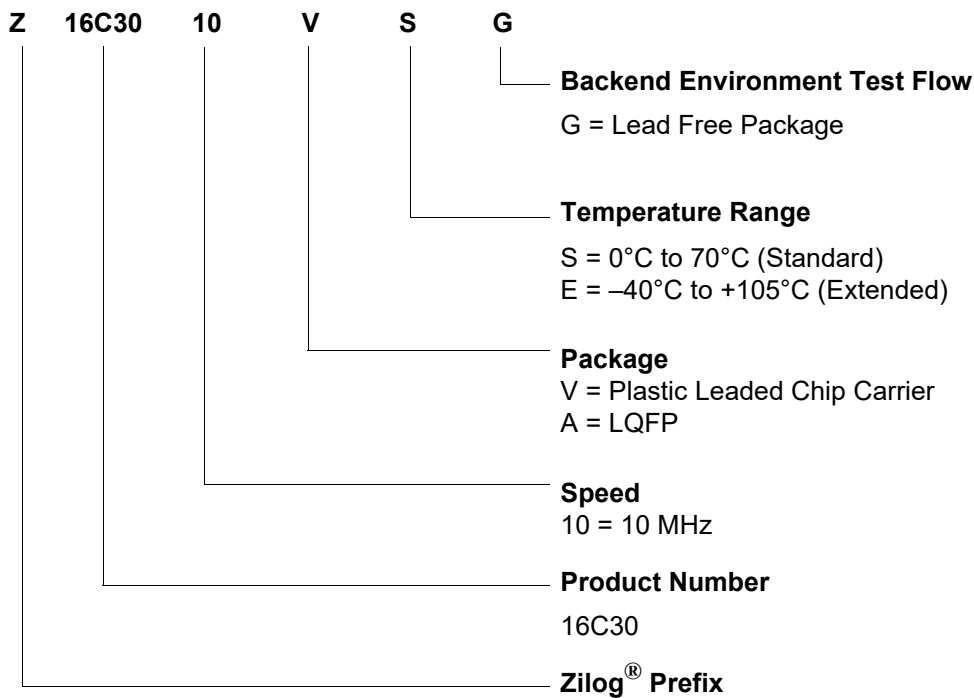 Z 16C30 10 V S G
Backend Environment Test Flow
G = Lead Free Package
Temperature Range
S = 0°C to 70°C (Standard)
E = –40°C to +105°C (Extended)
Package
V = Plastic Leaded Chip Carrier
A = LQFP
Speed
10 = 10 MHz
Product Number
16C30
Zilog® Prefix